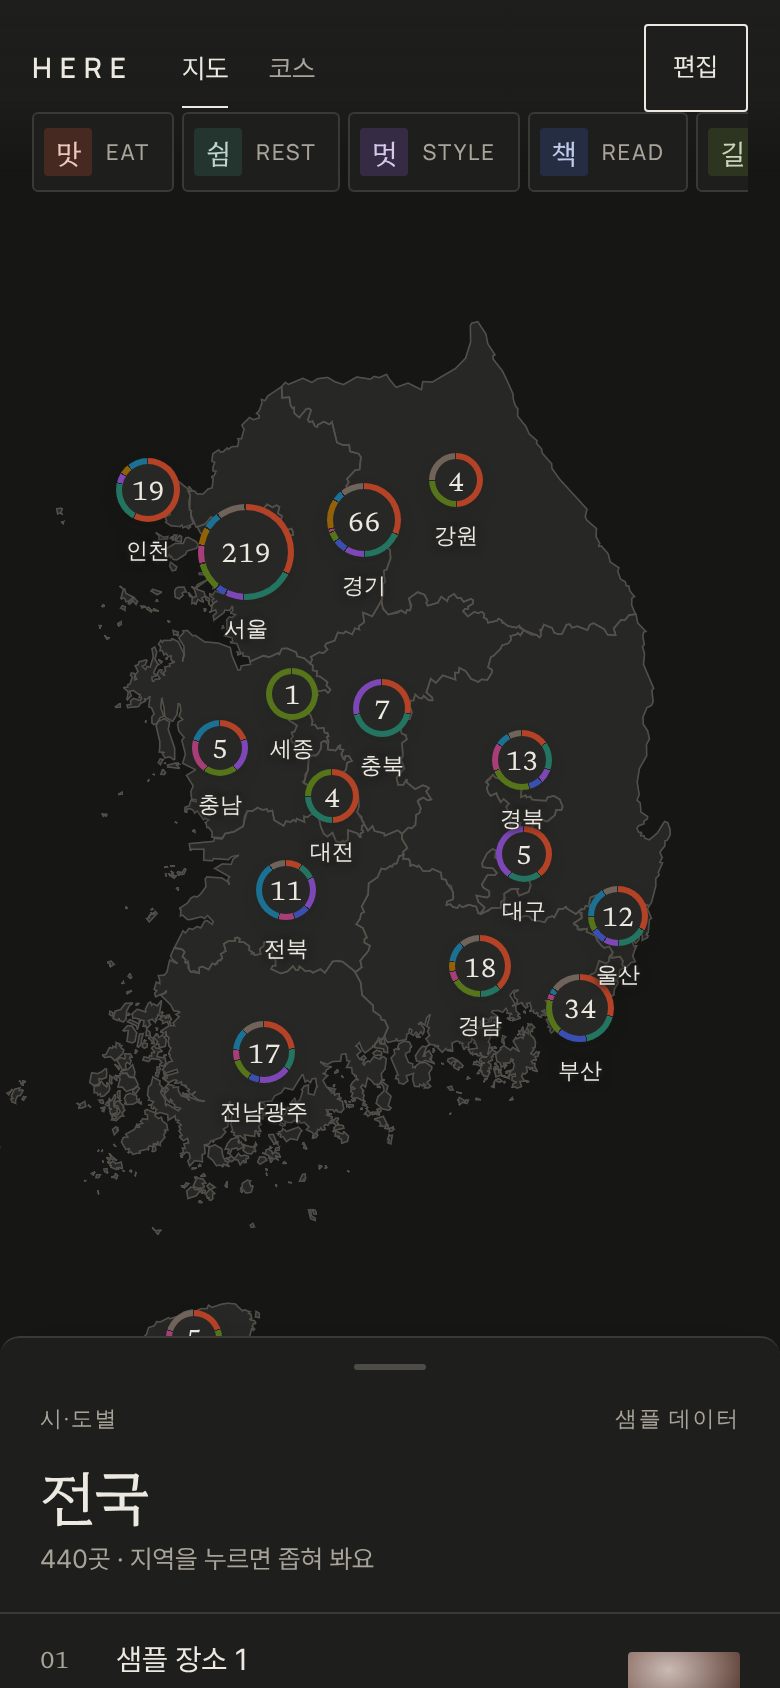 HERE 지도 코스 편집
맛 EAT 쉼 REST 멋 STYLE 책 READ 길
4
강원
19
인천
66
경기
219
서울
1
세종
7
충북
5
충남
13
경북
4
대전
5
대구
11
전북
12
울산
18
경남
34
부산
17
전남광주
5
시·도별 샘플 데이터
전국
440곳 · 지역을 누르면 좁혀 봐요
01 샘플 장소 1